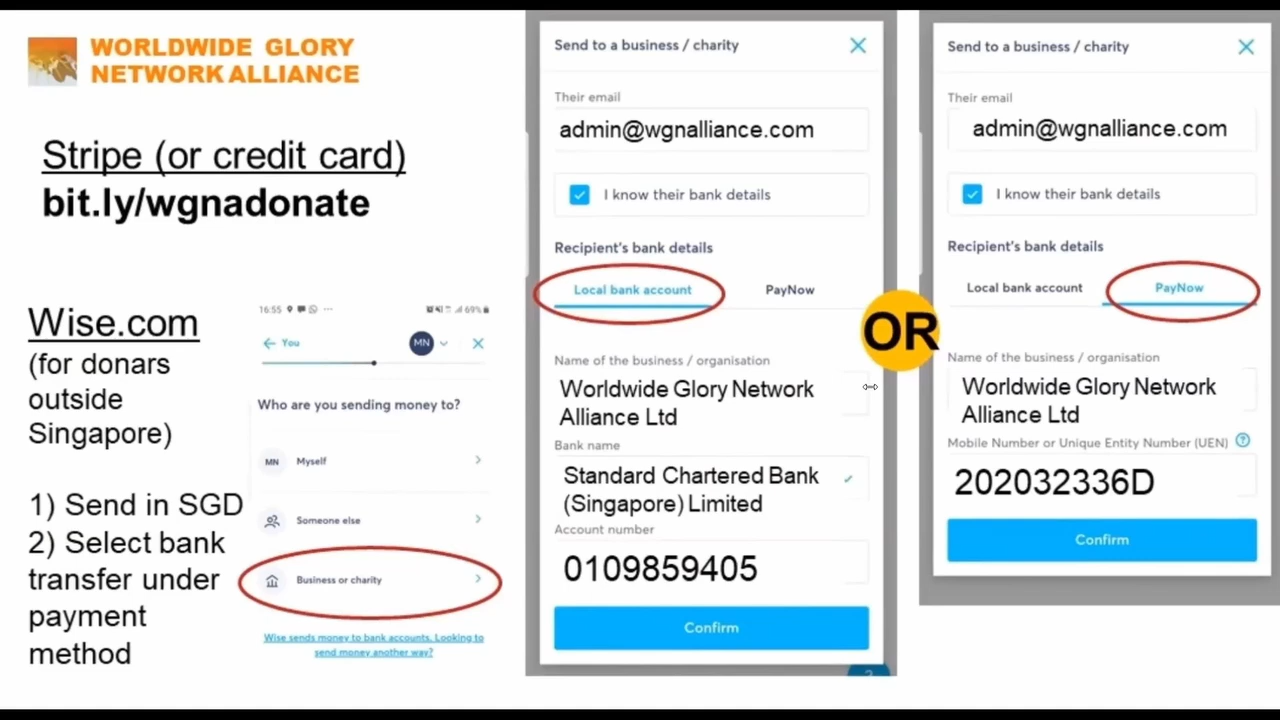 WORLDWIDE GLORY
NETWORK ALLIANCE
Stripe (or credit card)
bit.ly/wgnadonate
Wise.com
(for donars
outside
Singapore)
1) Send in SGD
2) Select bank
transfer under
payment
method
16:55
69%
You
MN
Who are you sending money to?
MN Myself
Someone else
Business or charity
Wise sends money to bank accounts. Looking to
send money another way?
Send to a business / charity
Their email
admin@wgnalliance.com
I know their bank details
Recipient's bank details
Local bank account PayNow
Name of the business / organisation
Worldwide Glory Network
Alliance Ltd
Bank name
Standard Chartered Bank
(Singapore) Limited
Account number
0109859405
Confirm
OR
Send to a business / charity
Their email
admin@wgnalliance.com
I know their bank details
Recipient's bank details
Local bank account PayNow
Name of the business / organisation
Worldwide Glory Network
Alliance Ltd
Mobile Number or Unique Entity Number (UEN) ?
202032336D
Confirm